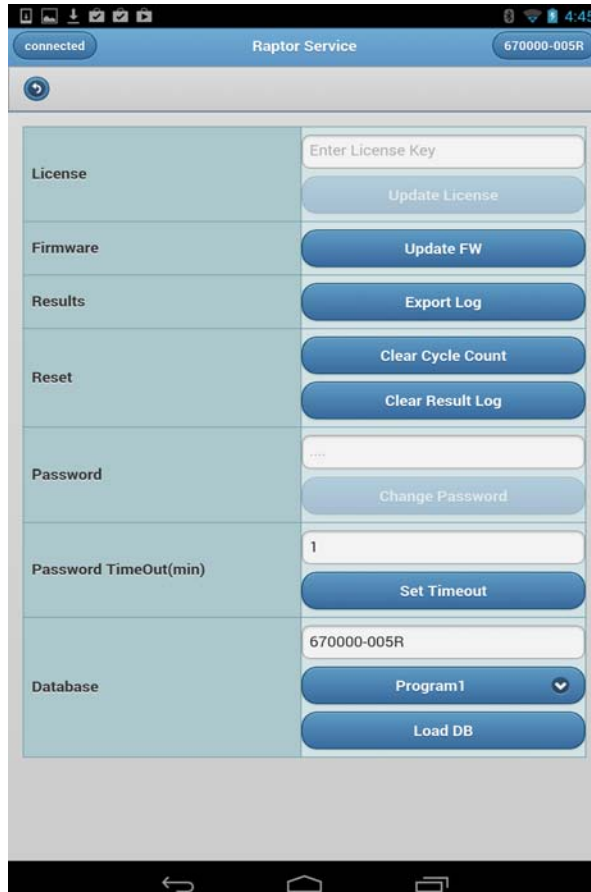 4:45
connected
Raptor Service
670000-005R
License
Enter License Key
Update License
Firmware
Update FW
Results
Export Log
Reset
Clear Cycle Count
Clear Result Log
Password
....
Change Password
Password TimeOut(min)
1
Set Timeout
Database
670000-005R
Program1
Load DB